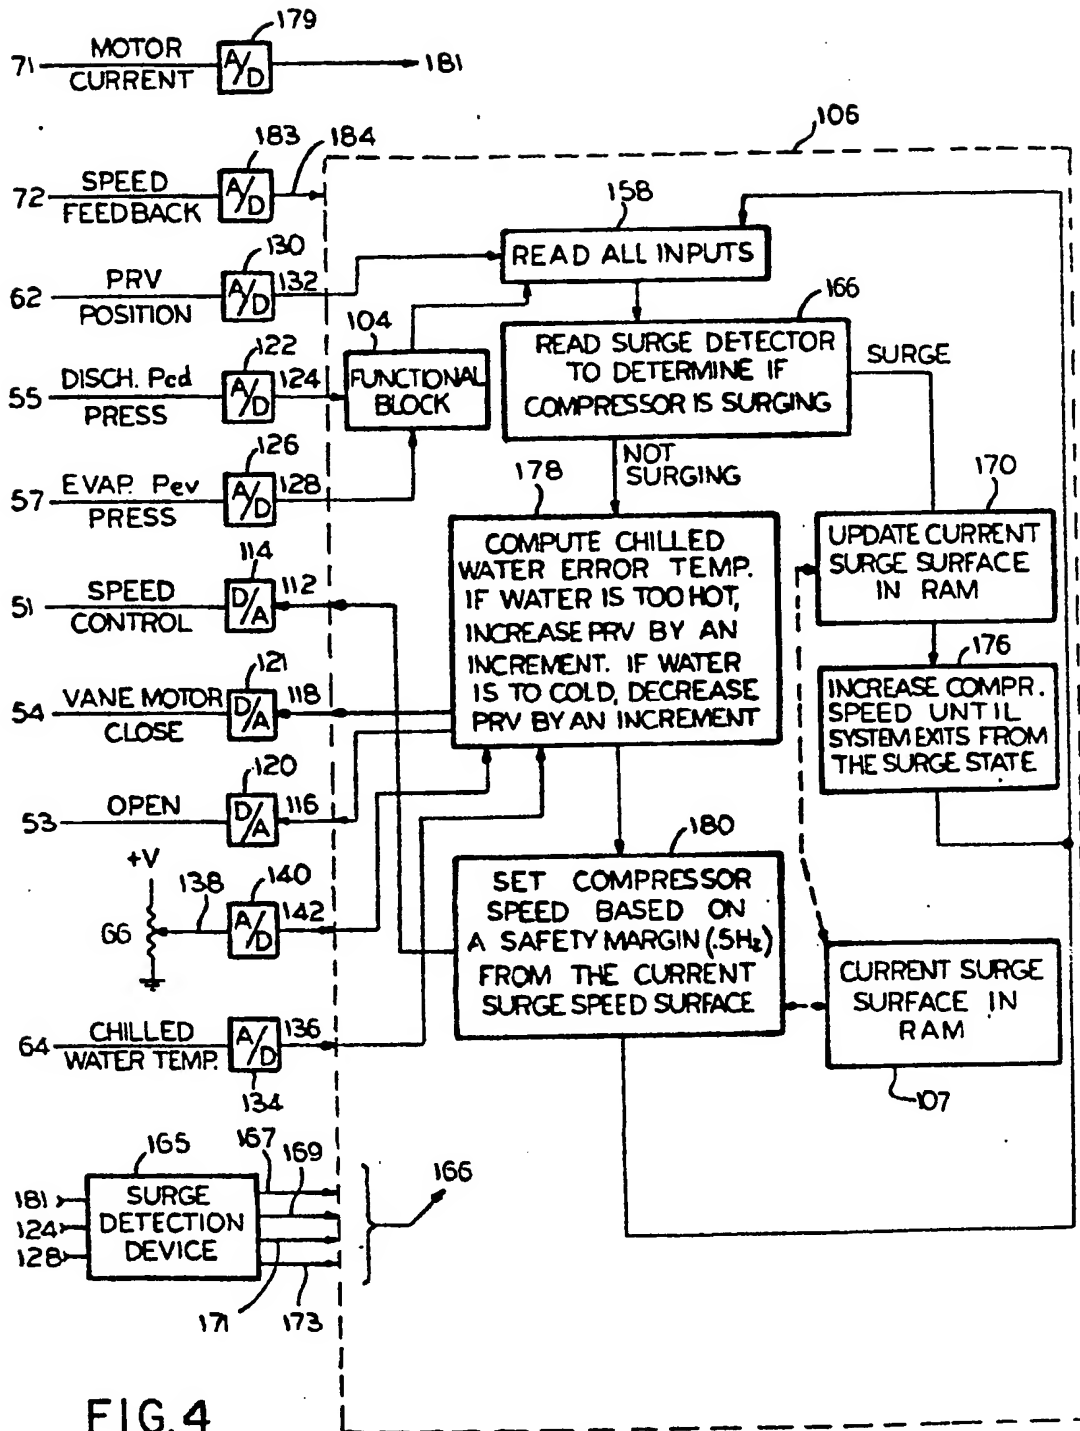 179
71 MOTOR CURRENT A/D 181
106
183 184
72 SPEED FEEDBACK A/D
158
READ ALL INPUTS
130
62 PRV POSITION A/D 132
166
READ SURGE DETECTOR
TO DETERMINE IF
COMPRESSOR IS SURGING
SURGE
104
FUNCTIONAL
BLOCK
122
55 DISCH. Pcd PRESS A/D 124
126
57 EVAP. Pev PRESS A/D 128
NOT
SURGING
178
COMPUTE CHILLED
WATER ERROR TEMP.
IF WATER IS TOO HOT,
INCREASE PRV BY AN
INCREMENT. IF WATER
IS TO COLD, DECREASE
PRV BY AN INCREMENT
170
UPDATE CURRENT
SURGE SURFACE
IN RAM
176
INCREASE COMPR.
SPEED UNTIL
SYSTEM EXITS FROM
THE SURGE STATE
114
51 SPEED CONTROL D/A 112
121
54 VANE MOTOR CLOSE D/A 118
120
53 OPEN D/A 116
+V
138 140
66 A/D 142
180
SET COMPRESSOR
SPEED BASED ON
A SAFETY MARGIN (.5Hz)
FROM THE CURRENT
SURGE SPEED SURFACE
CURRENT SURGE
SURFACE IN
RAM
107
64 CHILLED WATER TEMP. A/D 136
134
165 167 169
181
124
128
SURGE
DETECTION
DEVICE
166
171 173
FIG.4